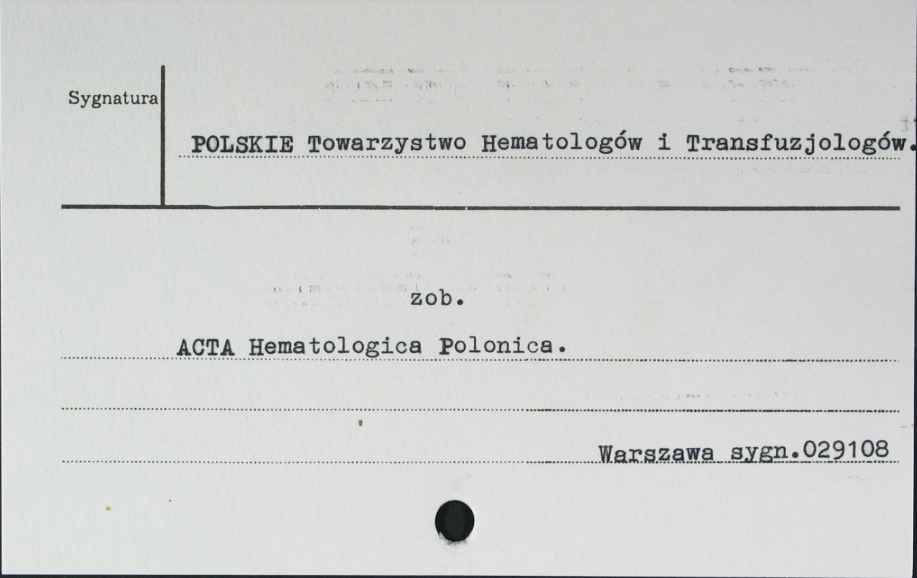 Sygnatura
POLSKIE Towarzystwo Hematologów i Transfuzjologów.
zob.
ACTA Hematologica Polonica.
Warszawa sygn.029108